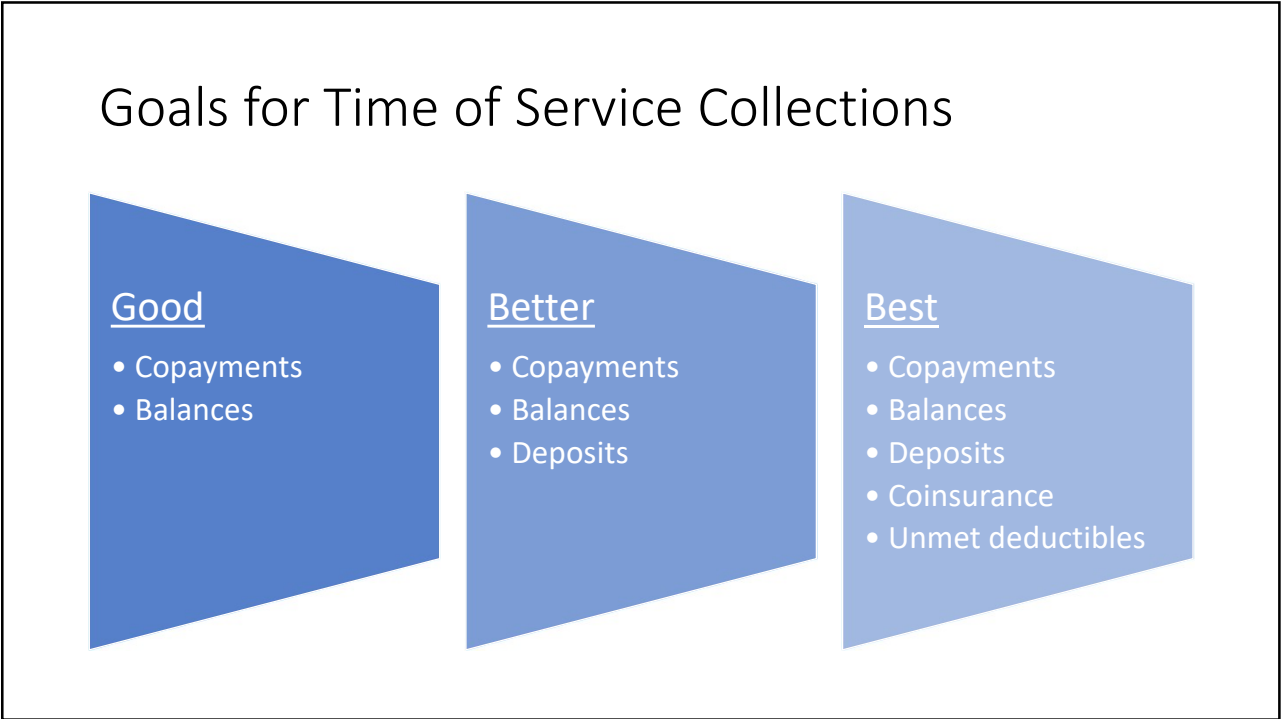 Goals for Time of Service Collections
Good
• Copayments
• Balances
Better
• Copayments
• Balances
• Deposits
Best
• Copayments
• Balances
• Deposits
• Coinsurance
• Unmet deductibles